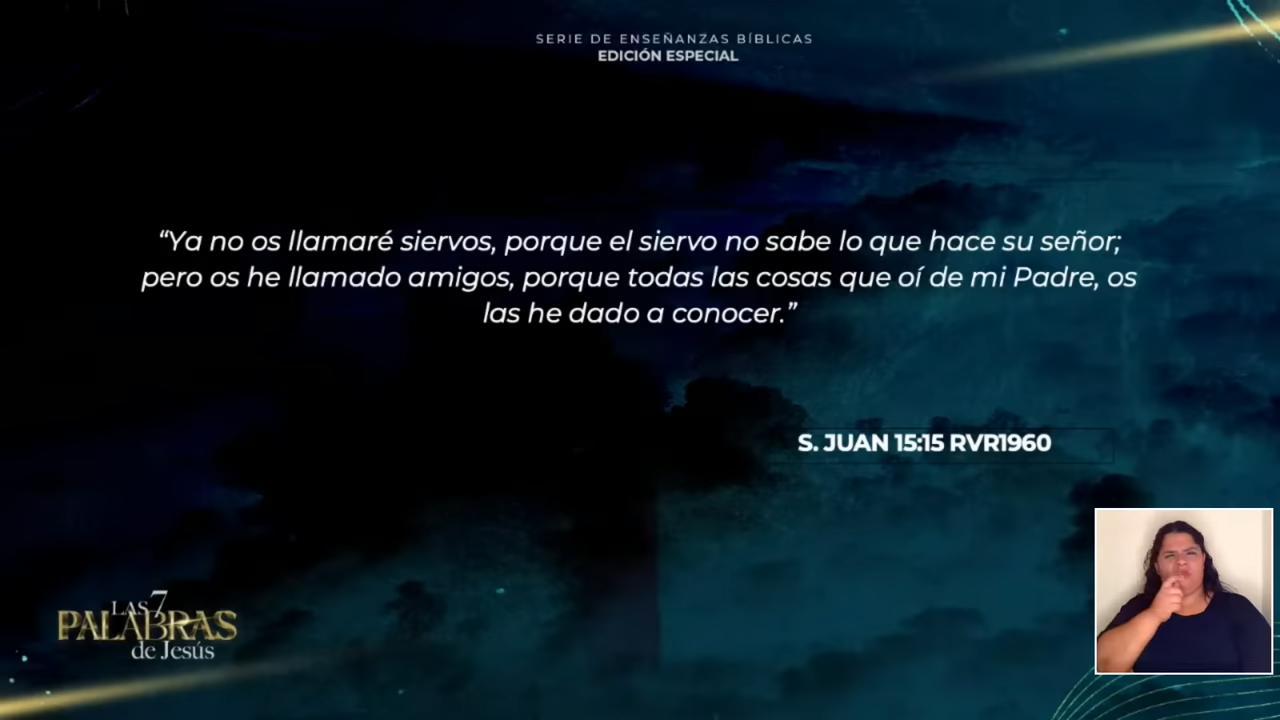 SERIE DE ENSEÑANZAS BÍBLICAS
EDICIÓN ESPECIAL
“Ya no os llamaré siervos, porque el siervo no sabe lo que hace su señor;
pero os he llamado amigos, porque todas las cosas que oí de mi Padre, os
las he dado a conocer.”
S. JUAN 15:15 RVR1960
LAS 7
PALABRAS
de Jesús